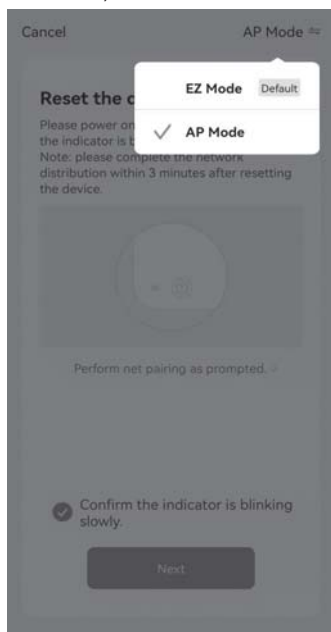 Cancel AP Mode
EZ Mode Default
AP Mode
Reset the
Please power on
the indicator is
Note: please complete the network
distribution within 3 minutes after resetting
the device.
Perform net pairing as prompted.
Confirm the indicator is blinking
slowly.
Next